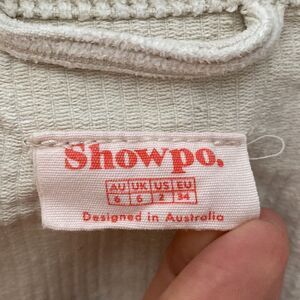 Showpo.
AU UK US EU
6 6 2 34
Designed in Australia